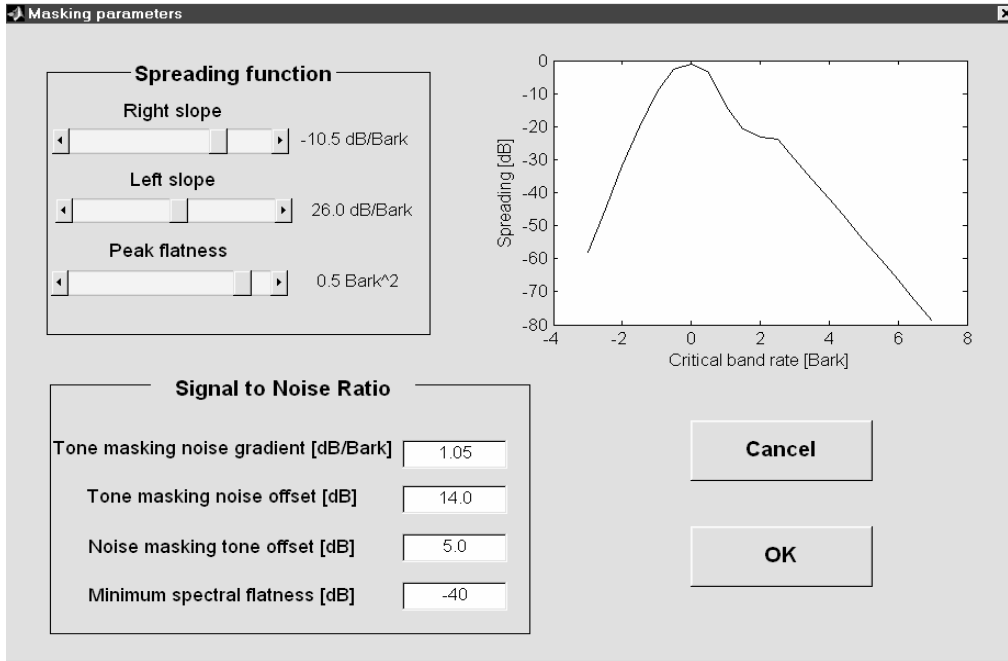 Masking parameters
Spreading function
Right slope
-10.5 dB/Bark
Left slope
26.0 dB/Bark
Peak flatness
0.5 Bark^2
0
-10
-20
-30
-40
-50
-60
-70
-80
Spreading [dB]
-4 -2 0 2 4 6 8
Critical band rate [Bark]
Signal to Noise Ratio
Tone masking noise gradient [dB/Bark] 1.05
Tone masking noise offset [dB] 14.0
Noise masking tone offset [dB] 5.0
Minimum spectral flatness [dB] -40
Cancel
OK